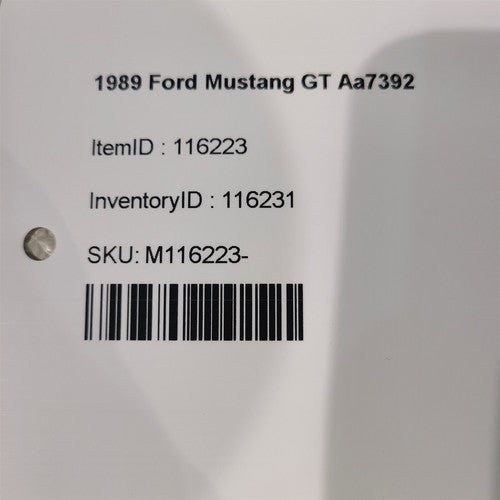 1989 Ford Mustang GT Aa7392
ItemID : 116223
InventoryID : 116231
SKU: M116223-